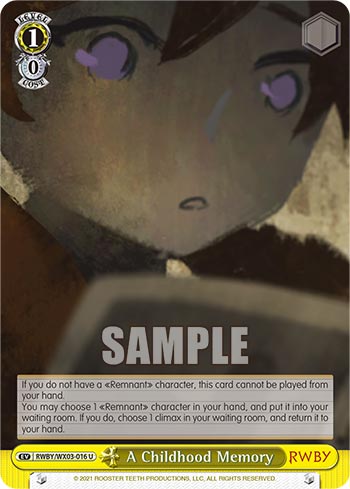 LEVEL
1
0
COST
SAMPLE
If you do not have a «Remnant» character, this card cannot be played from
your hand.
You may choose 1 «Remnant» character in your hand, and put it into your
waiting room. If you do, choose 1 climax in your waiting room, and return it to
your hand.
EV RWBY/WX03-016 U A Childhood Memory RWBY
© 2021 ROOSTER TEETH PRODUCTIONS, LLC, ALL RIGHTS RESERVED.